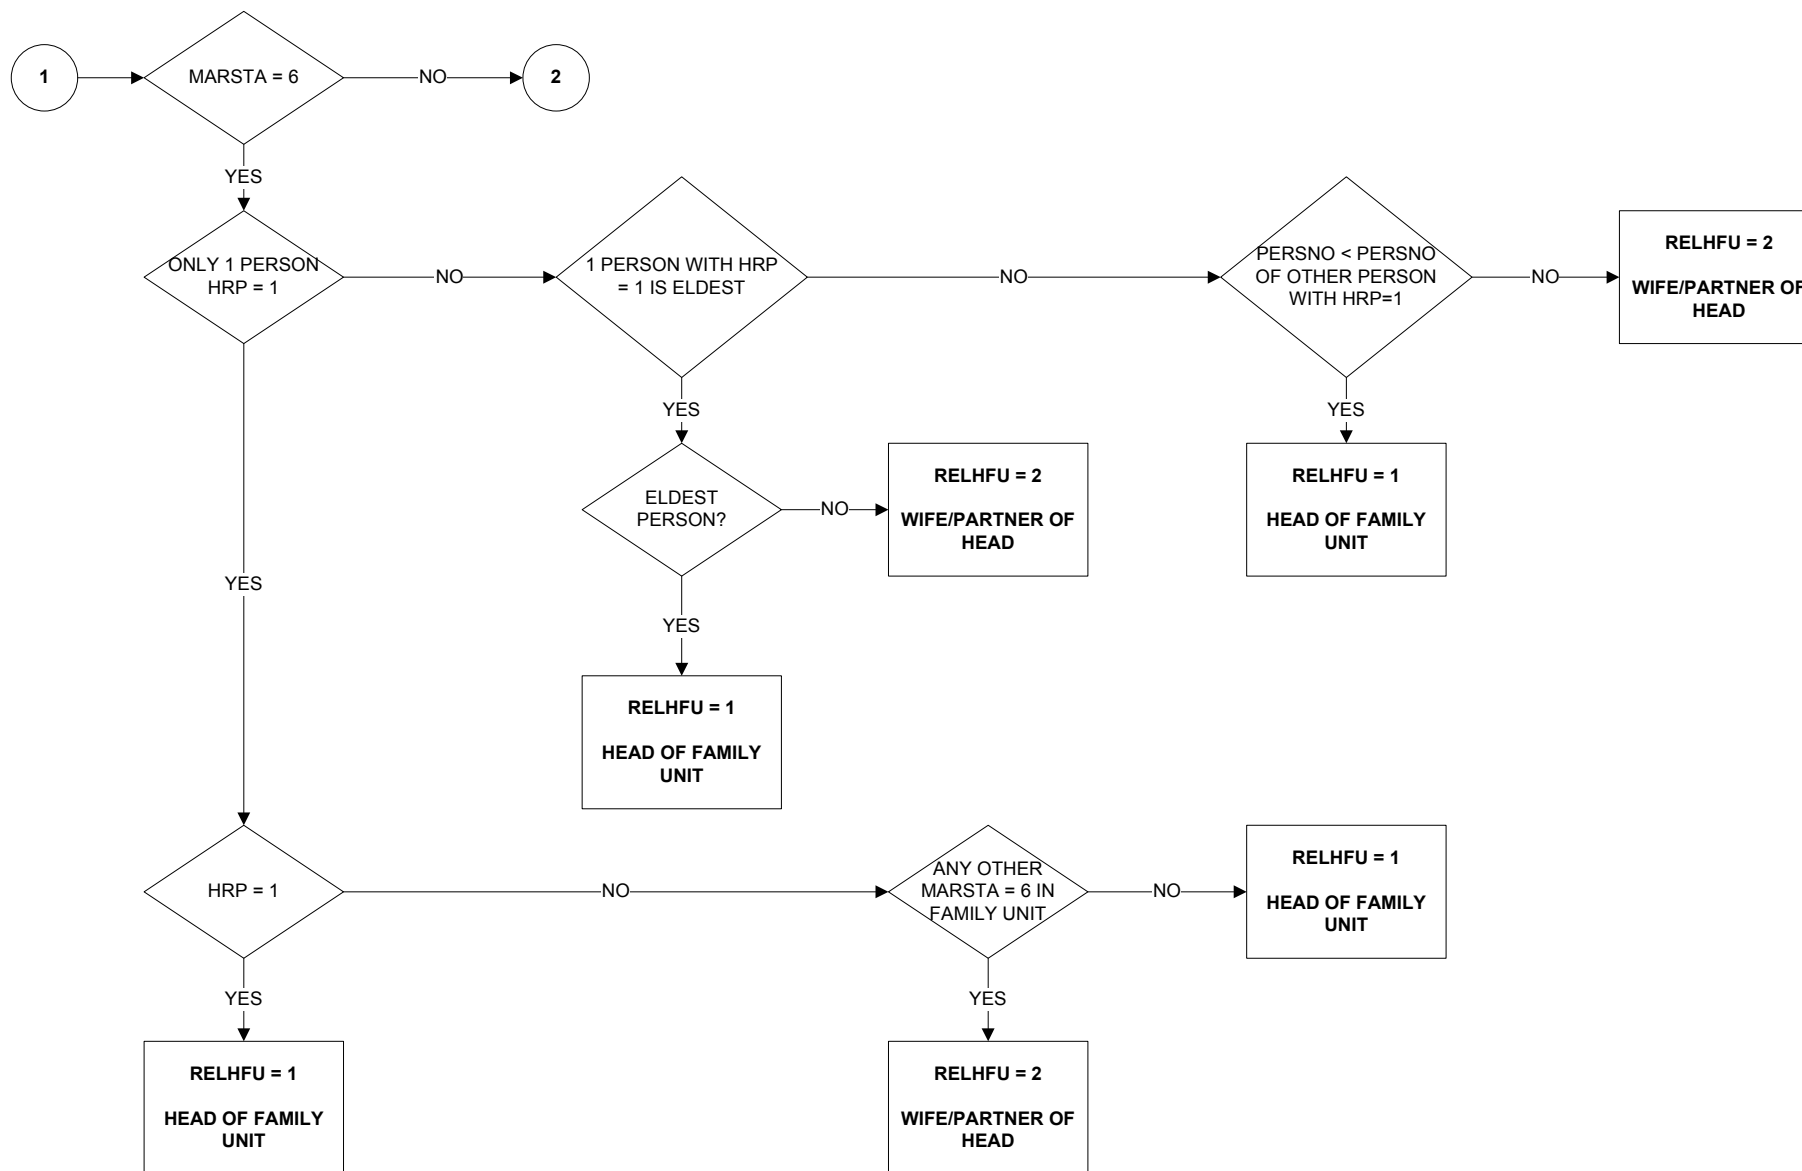 1
MARSTA = 6
NO
2
YES
ONLY 1 PERSON
HRP = 1
NO
1 PERSON WITH HRP
= 1 IS ELDEST
NO
PERSNO < PERSNO
OF OTHER PERSON
WITH HRP=1
NO
RELHFU = 2
WIFE/PARTNER OF
HEAD
YES
YES
ELDEST
PERSON?
NO
RELHFU = 2
WIFE/PARTNER OF
HEAD
RELHFU = 1
HEAD OF FAMILY
UNIT
YES
YES
RELHFU = 1
HEAD OF FAMILY
UNIT
HRP = 1
NO
ANY OTHER
MARSTA = 6 IN
FAMILY UNIT
NO
RELHFU = 1
HEAD OF FAMILY
UNIT
YES
YES
RELHFU = 1
HEAD OF FAMILY
UNIT
RELHFU = 2
WIFE/PARTNER OF
HEAD